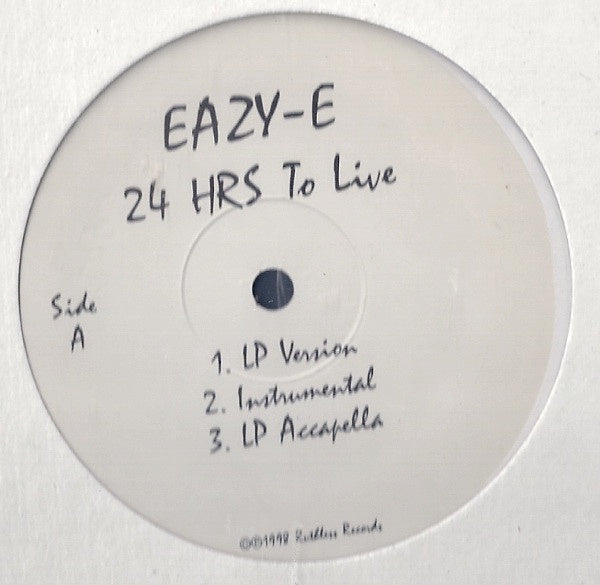 EAZY-E
24 HRS To Live
Side
A
1. LP Version
2. Instrumental
3. LP Accapella
©℗1998 Ruthless Records